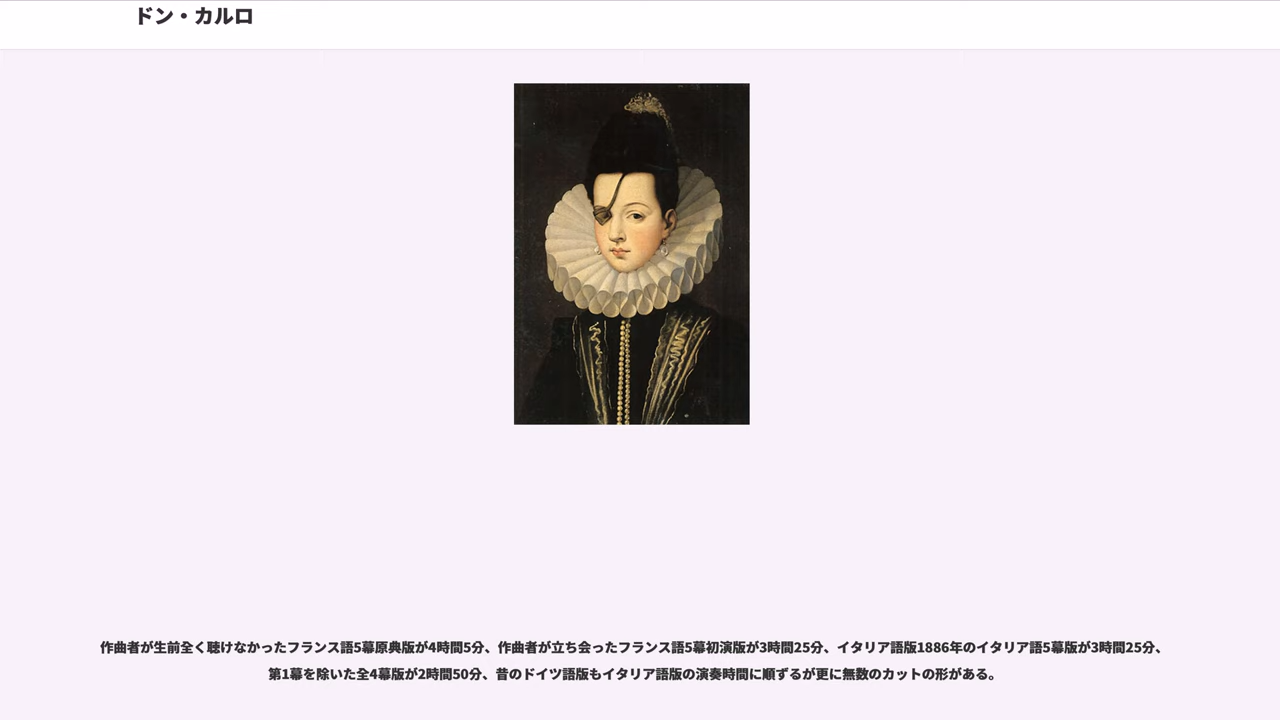 ドン・カルロ
作曲者が生前全く聴けなかったフランス語5幕原典版が4時間5分、作曲者が立ち会ったフランス語5幕初演版が3時間25分、イタリア語版1886年のイタリア語5幕版が3時間25分、
第1幕を除いた全4幕版が2時間50分、昔のドイツ語版もイタリア語版の演奏時間に順ずるが更に無数のカットの形がある。